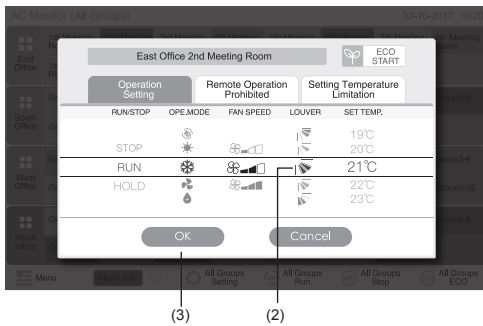 AC Monitor (All Groups) 02-10-2017 10:20
East Office 2nd Meeting Room
ECO START
Operation Setting
Remote Operation Prohibited
Setting Temperature Limitation
RUN/STOP OPE.MODE FAN SPEED LOUVER SET TEMP.
19°C
STOP 20°C
RUN 21°C
HOLD 22°C
23°C
OK Cancel
East Office
South Office
West Office
North office
Menu
All Groups Setting
All Groups Run
All Groups Stop
All Groups ECO
(3) (2)